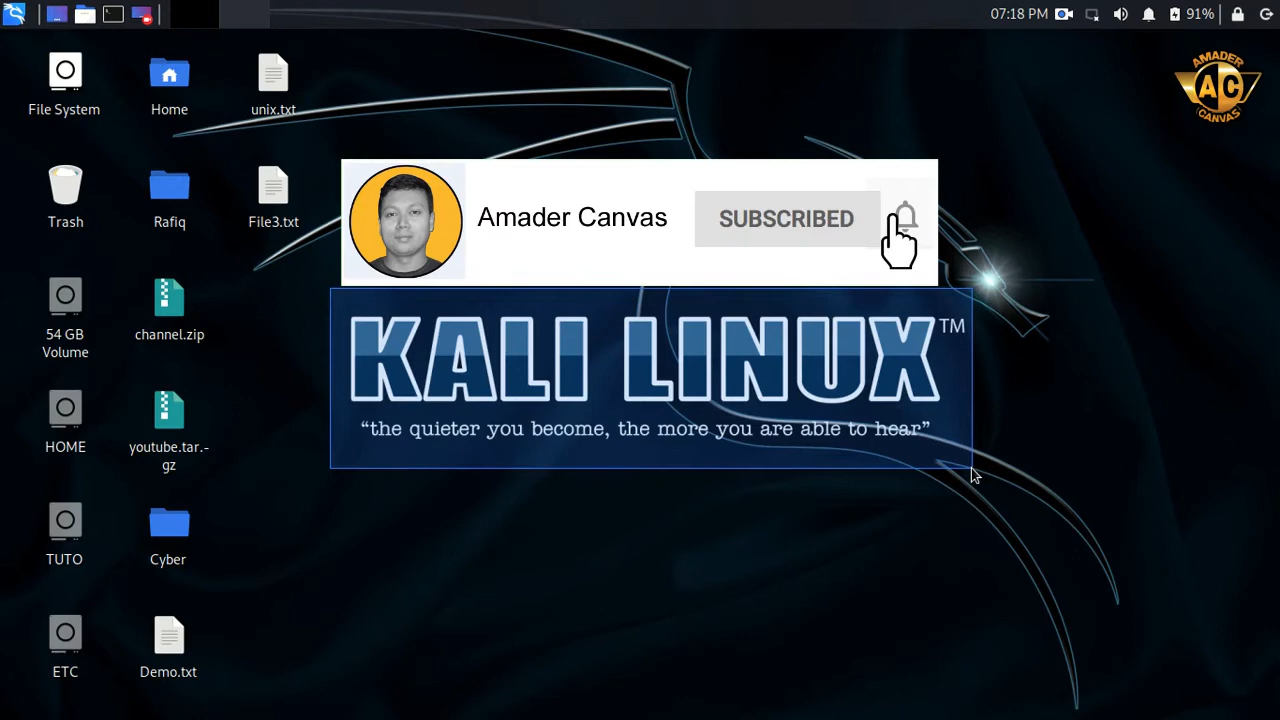 07:18 PM
91%
File System
Home
unix.txt
AMADER
AC
CANVAS
Trash
Rafiq
File3.txt
Amader Canvas
SUBSCRIBED
54 GB
Volume
channel.zip
KALI LINUX™
“the quieter you become, the more you are able to hear”
HOME
youtube.tar.-
gz
TUTO
Cyber
ETC
Demo.txt